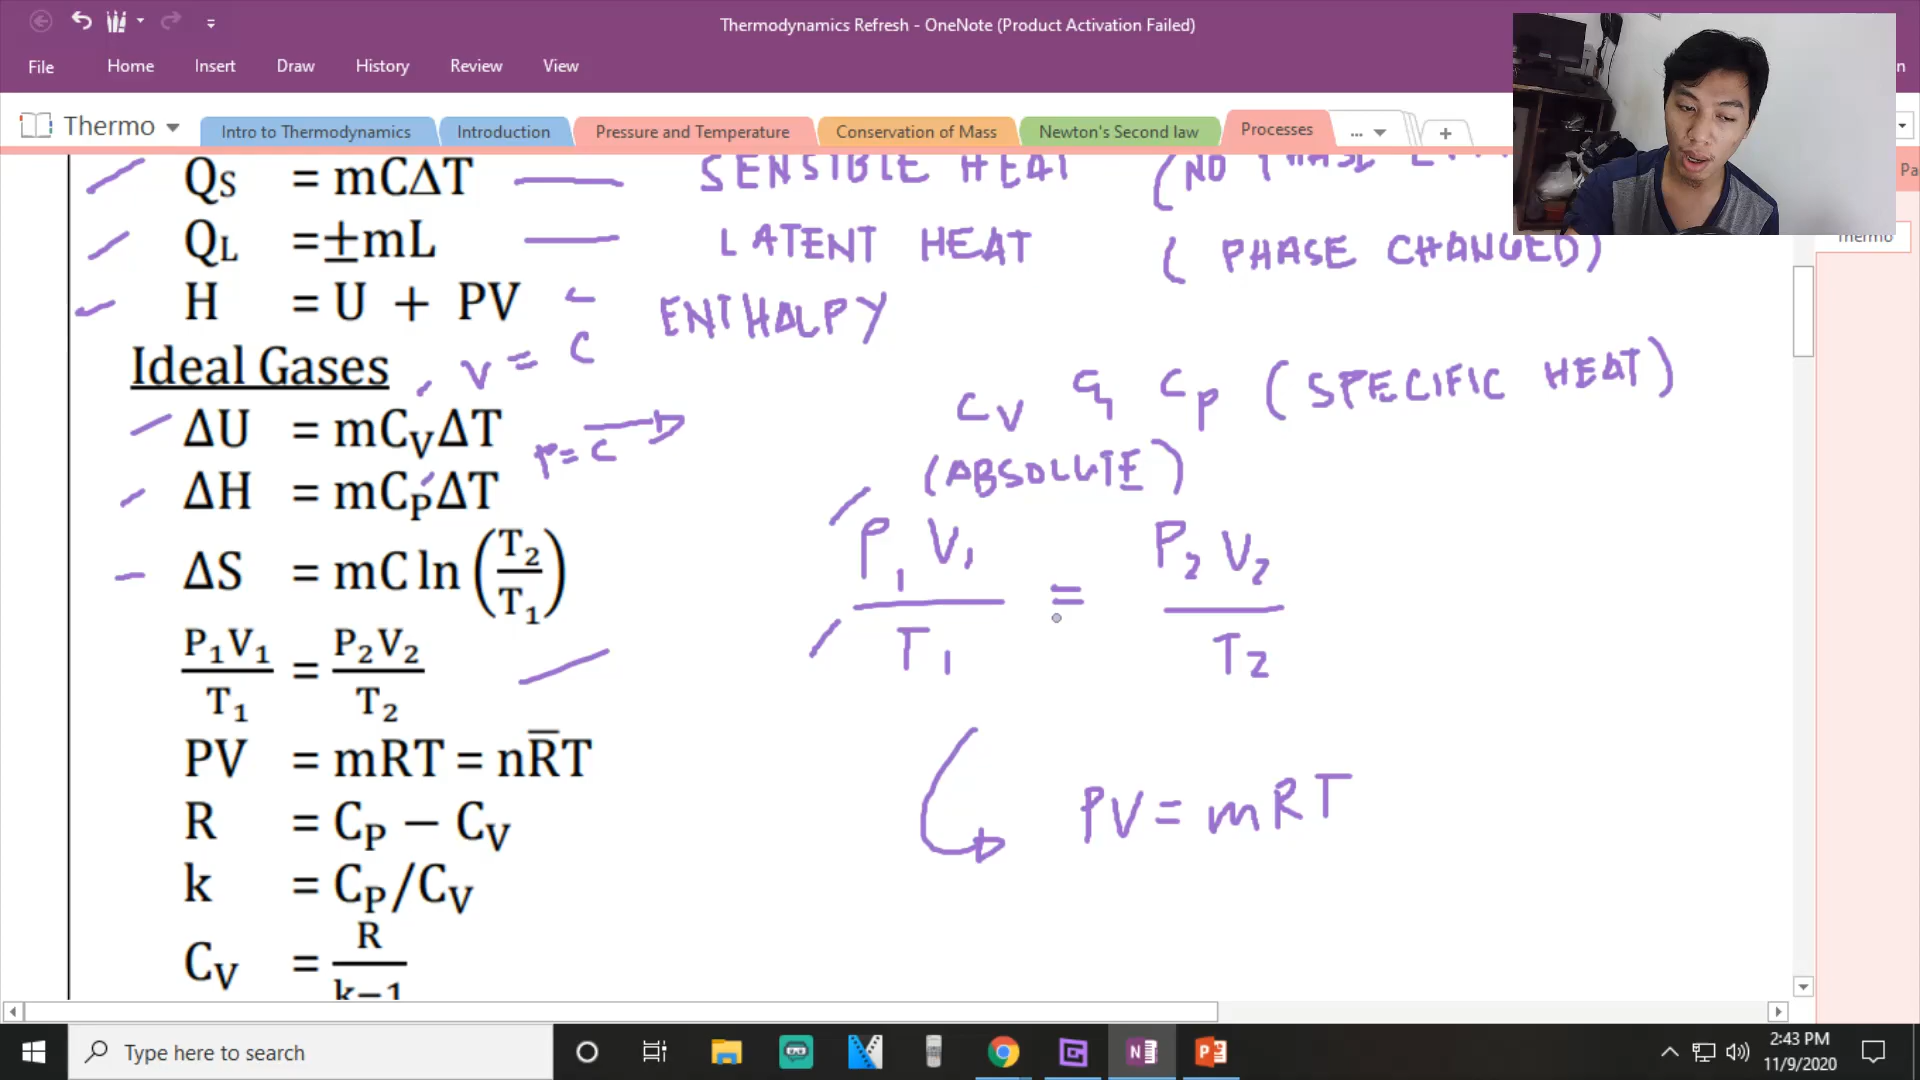 Thermodynamics Refresh - OneNote (Product Activation Failed)
File Home Insert Draw History Review View
Thermo Intro to Thermodynamics Introduction Pressure and Temperature Conservation of Mass Newton's Second law Processes ... +
Qs = mCΔT SENSIBLE HEAT (NO
QL =±mL LATENT HEAT (PHASE CHANGED)
Thermo
H = U + PV ENTHALPY
Ideal Gases V = C
ΔU = mCvΔT P = C Cv & Cp (SPECIFIC HEAT)
ΔH = mCPΔT (ABSOLUTE)
ΔS = mC ln (T₂/T₁) P₁V₁/T₁ = P₂V₂/T₂
P₁V₁/T₁ = P₂V₂/T₂
PV = mRT = nR̅T PV = mRT
R = CP − CV
k = CP/CV
CV = R/k−1
Type here to search
2:43 PM
11/9/2020